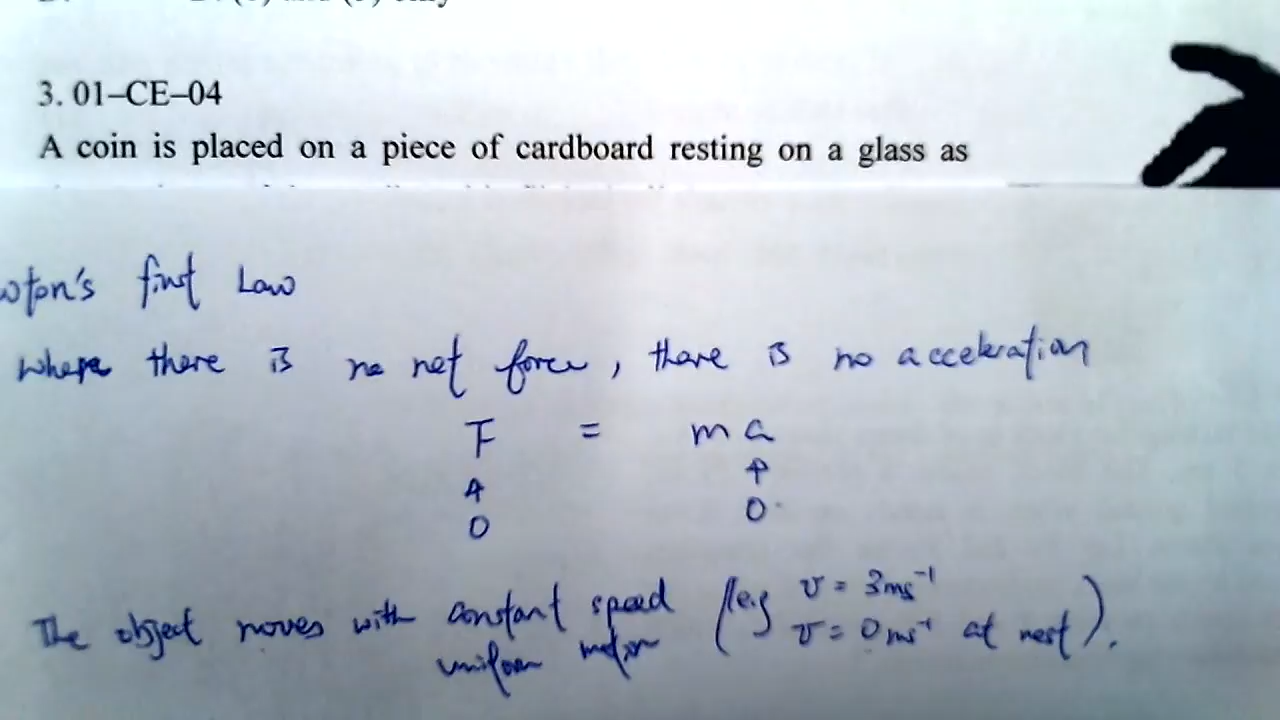 3. 01–CE–04
A coin is placed on a piece of cardboard resting on a glass as
First Law
where there is no net force, there is no acceleration
F = ma
0 0
The object moves with constant speed (e.g v = 3ms⁻¹
uniform motion v = 0ms⁻¹ at rest).